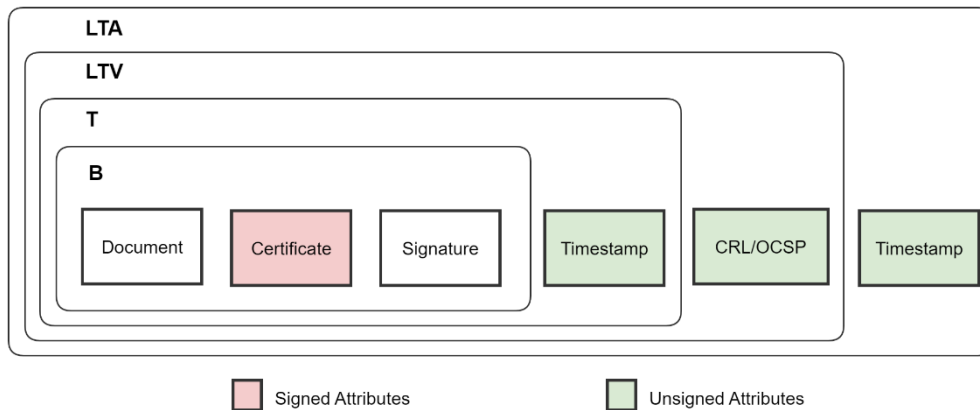 LTA
LTV
T
B
Document
Certificate
Signature
Timestamp
CRL/OCSP
Timestamp
Signed Attributes
Unsigned Attributes